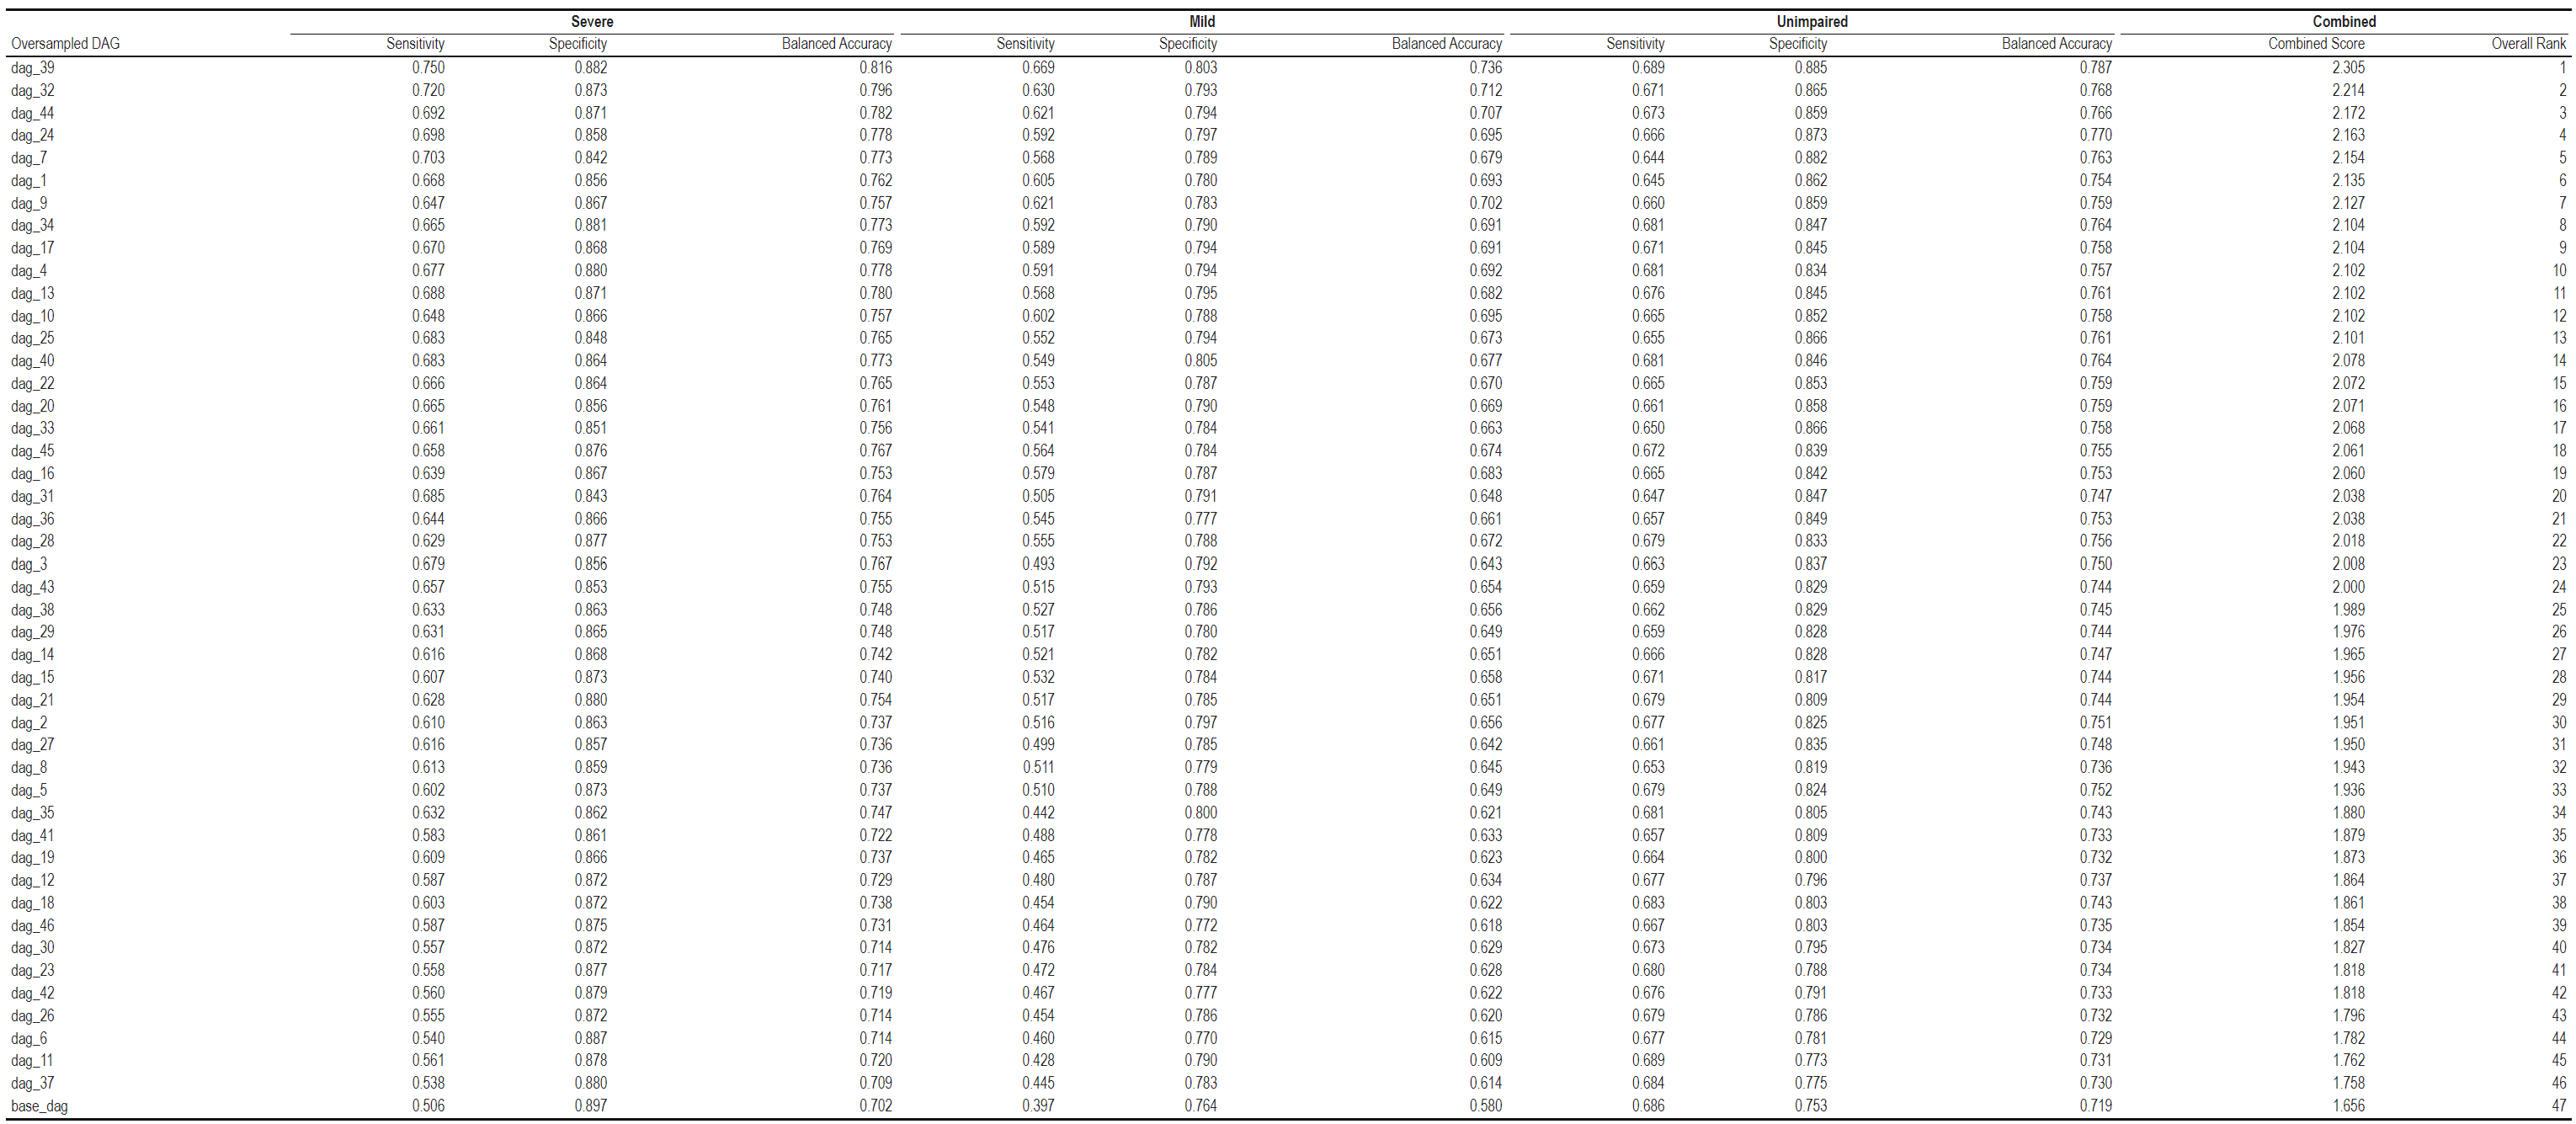 Severe Mild Unimpaired Combined
Oversampled DAG Sensitivity Specificity Balanced Accuracy Sensitivity Specificity Balanced Accuracy Sensitivity Specificity Balanced Accuracy Combined Score Overall Rank
dag_39 0.750 0.882 0.816 0.669 0.803 0.736 0.689 0.885 0.787 2.305 1
dag_32 0.720 0.873 0.796 0.630 0.793 0.712 0.671 0.865 0.768 2.214 2
dag_44 0.692 0.871 0.782 0.621 0.794 0.707 0.673 0.859 0.766 2.172 3
dag_24 0.698 0.858 0.778 0.592 0.797 0.695 0.666 0.873 0.770 2.163 4
dag_7 0.703 0.842 0.773 0.568 0.789 0.679 0.644 0.882 0.763 2.154 5
dag_1 0.668 0.856 0.762 0.605 0.780 0.693 0.645 0.862 0.754 2.135 6
dag_9 0.647 0.867 0.757 0.621 0.783 0.702 0.660 0.859 0.759 2.127 7
dag_34 0.665 0.881 0.773 0.592 0.790 0.691 0.681 0.847 0.764 2.104 8
dag_17 0.670 0.868 0.769 0.589 0.794 0.691 0.671 0.845 0.758 2.104 9
dag_4 0.677 0.880 0.778 0.591 0.794 0.692 0.681 0.834 0.757 2.102 10
dag_13 0.688 0.871 0.780 0.568 0.795 0.682 0.676 0.845 0.761 2.102 11
dag_10 0.648 0.866 0.757 0.602 0.788 0.695 0.665 0.852 0.758 2.102 12
dag_25 0.683 0.848 0.765 0.552 0.794 0.673 0.655 0.866 0.761 2.101 13
dag_40 0.683 0.864 0.773 0.549 0.805 0.677 0.681 0.846 0.764 2.078 14
dag_22 0.666 0.864 0.765 0.553 0.787 0.670 0.665 0.853 0.759 2.072 15
dag_20 0.665 0.856 0.761 0.548 0.790 0.669 0.661 0.858 0.759 2.071 16
dag_33 0.661 0.851 0.756 0.541 0.784 0.663 0.650 0.866 0.758 2.068 17
dag_45 0.658 0.876 0.767 0.564 0.784 0.674 0.672 0.839 0.755 2.061 18
dag_16 0.639 0.867 0.753 0.579 0.787 0.683 0.665 0.842 0.753 2.060 19
dag_31 0.685 0.843 0.764 0.505 0.791 0.648 0.647 0.847 0.747 2.038 20
dag_36 0.644 0.866 0.755 0.545 0.777 0.661 0.657 0.849 0.753 2.038 21
dag_28 0.629 0.877 0.753 0.555 0.788 0.672 0.679 0.833 0.756 2.018 22
dag_3 0.679 0.856 0.767 0.493 0.792 0.643 0.663 0.837 0.750 2.008 23
dag_43 0.657 0.853 0.755 0.515 0.793 0.654 0.659 0.829 0.744 2.000 24
dag_38 0.633 0.863 0.748 0.527 0.786 0.656 0.662 0.829 0.745 1.989 25
dag_29 0.631 0.865 0.748 0.517 0.780 0.649 0.659 0.828 0.744 1.976 26
dag_14 0.616 0.868 0.742 0.521 0.782 0.651 0.666 0.828 0.747 1.965 27
dag_15 0.607 0.873 0.740 0.532 0.784 0.658 0.671 0.817 0.744 1.956 28
dag_21 0.628 0.880 0.754 0.517 0.785 0.651 0.679 0.809 0.744 1.954 29
dag_2 0.610 0.863 0.737 0.516 0.797 0.656 0.677 0.825 0.751 1.951 30
dag_27 0.616 0.857 0.736 0.499 0.785 0.642 0.661 0.835 0.748 1.950 31
dag_8 0.613 0.859 0.736 0.511 0.779 0.645 0.653 0.819 0.736 1.943 32
dag_5 0.602 0.873 0.737 0.510 0.788 0.649 0.679 0.824 0.752 1.936 33
dag_35 0.632 0.862 0.747 0.442 0.800 0.621 0.681 0.805 0.743 1.880 34
dag_41 0.583 0.861 0.722 0.488 0.778 0.633 0.657 0.809 0.733 1.879 35
dag_19 0.609 0.866 0.737 0.465 0.782 0.623 0.664 0.800 0.732 1.873 36
dag_12 0.587 0.872 0.729 0.480 0.787 0.634 0.677 0.796 0.737 1.864 37
dag_18 0.603 0.872 0.738 0.454 0.790 0.622 0.683 0.803 0.743 1.861 38
dag_46 0.587 0.875 0.731 0.464 0.772 0.618 0.667 0.803 0.735 1.854 39
dag_30 0.557 0.872 0.714 0.476 0.782 0.629 0.673 0.795 0.734 1.827 40
dag_23 0.558 0.877 0.717 0.472 0.784 0.628 0.680 0.788 0.734 1.818 41
dag_42 0.560 0.879 0.719 0.467 0.777 0.622 0.676 0.791 0.733 1.818 42
dag_26 0.555 0.872 0.714 0.454 0.786 0.620 0.679 0.786 0.732 1.796 43
dag_6 0.540 0.887 0.714 0.460 0.770 0.615 0.677 0.781 0.729 1.782 44
dag_11 0.561 0.878 0.720 0.428 0.790 0.609 0.689 0.773 0.731 1.762 45
dag_37 0.538 0.880 0.709 0.445 0.783 0.614 0.684 0.775 0.730 1.758 46
base_dag 0.506 0.897 0.702 0.397 0.764 0.580 0.686 0.753 0.719 1.656 47